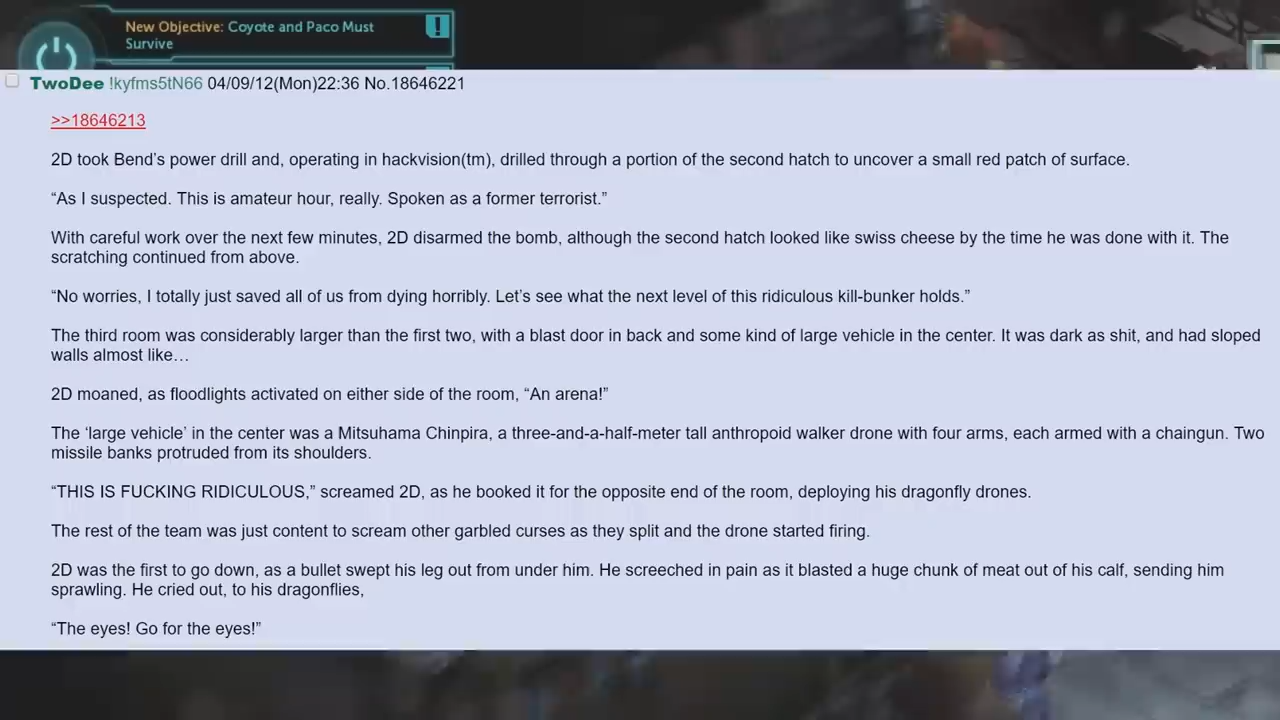 New Objective: Coyote and Paco Must
Survive
TwoDee !kyfms5tN66 04/09/12(Mon)22:36 No.18646221
>>18646213
2D took Bend’s power drill and, operating in hackvision(tm), drilled through a portion of the second hatch to uncover a small red patch of surface.
“As I suspected. This is amateur hour, really. Spoken as a former terrorist.”
With careful work over the next few minutes, 2D disarmed the bomb, although the second hatch looked like swiss cheese by the time he was done with it. The
scratching continued from above.
“No worries, I totally just saved all of us from dying horribly. Let’s see what the next level of this ridiculous kill-bunker holds.”
The third room was considerably larger than the first two, with a blast door in back and some kind of large vehicle in the center. It was dark as shit, and had sloped
walls almost like…
2D moaned, as floodlights activated on either side of the room, “An arena!”
The ‘large vehicle’ in the center was a Mitsuhama Chinpira, a three-and-a-half-meter tall anthropoid walker drone with four arms, each armed with a chaingun. Two
missile banks protruded from its shoulders.
“THIS IS FUCKING RIDICULOUS,” screamed 2D, as he booked it for the opposite end of the room, deploying his dragonfly drones.
The rest of the team was just content to scream other garbled curses as they split and the drone started firing.
2D was the first to go down, as a bullet swept his leg out from under him. He screeched in pain as it blasted a huge chunk of meat out of his calf, sending him
sprawling. He cried out, to his dragonflies,
“The eyes! Go for the eyes!”